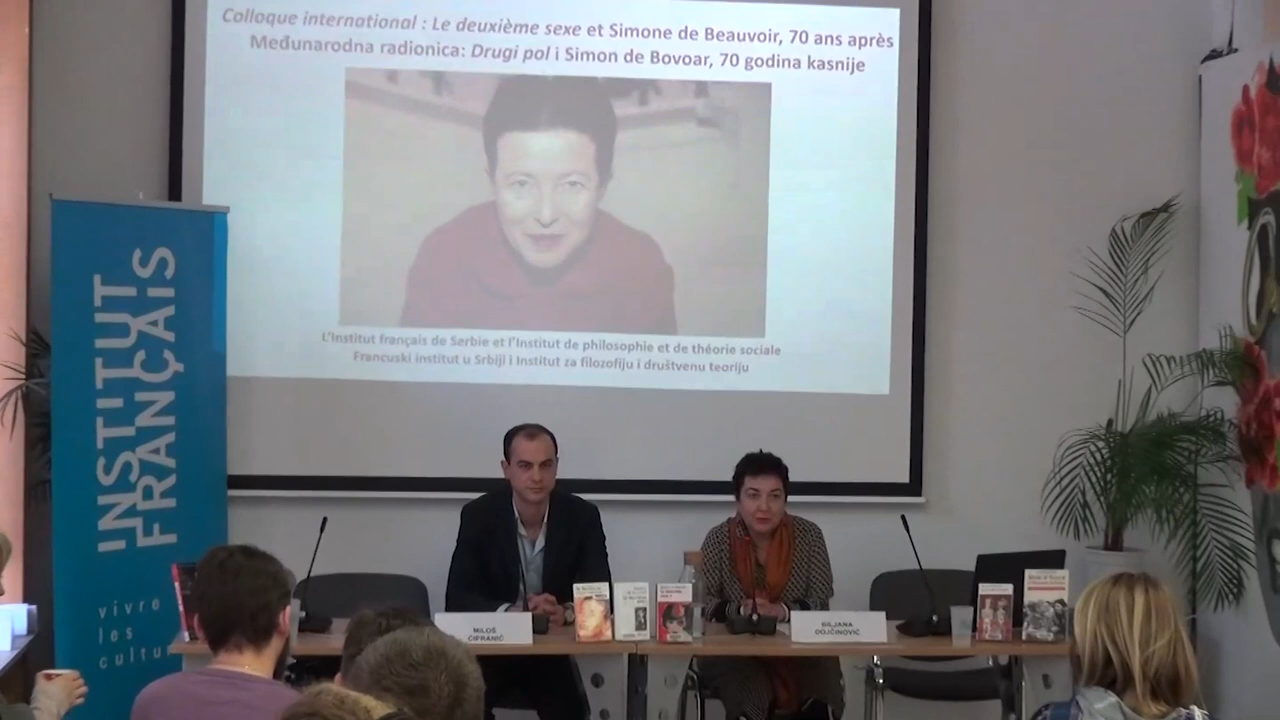 Colloque international : Le deuxième sexe et Simone de Beauvoir, 70 ans après
Međunarodna radionica: Drugi pol i Simon de Bovoar, 70 godina kasnije
L'Institut français de Serbie et l'Institut de philosophie et de théorie sociale
Francuski institut u Srbiji i Institut za filozofiju i društvenu teoriju
INSTITUT
FRANÇAIS
vivre
les
cultur
MILOŠ
ĆIPRANIĆ
BILJANA
DOJČINOVIĆ